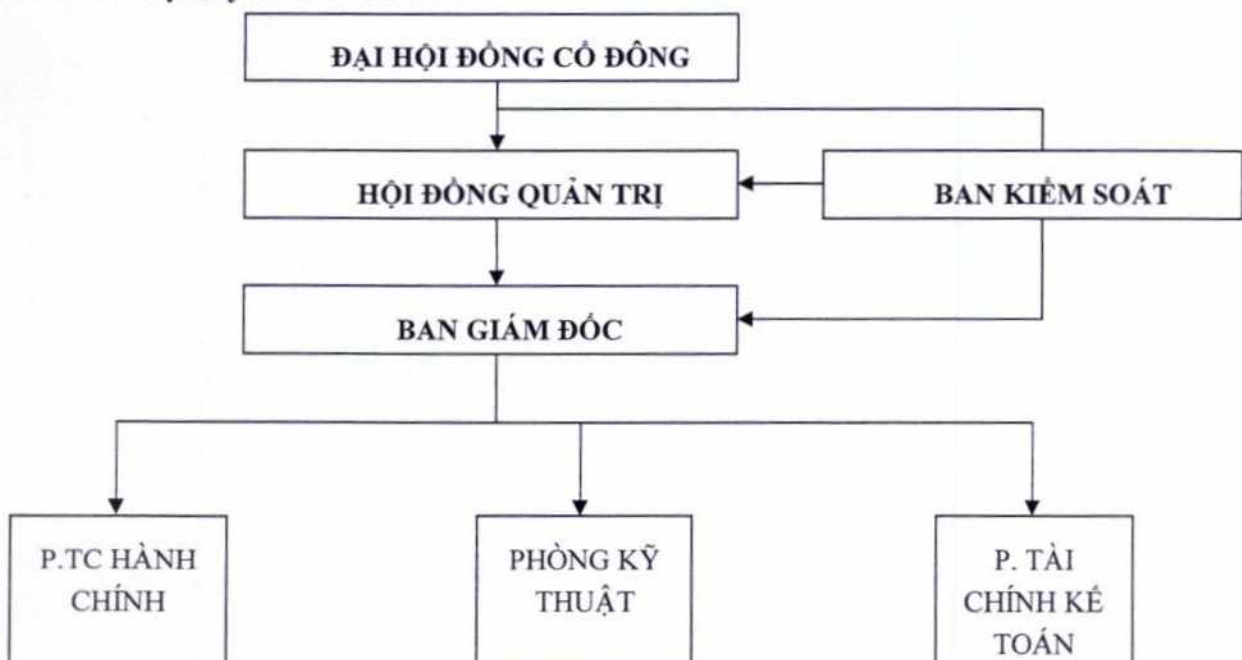 ĐẠI HỘI ĐỒNG CỔ ĐÔNG
HỘI ĐỒNG QUẢN TRỊ
BAN KIỂM SOÁT
BAN GIÁM ĐỐC
P.TC HÀNH
CHÍNH
PHÒNG KỸ
THUẬT
P. TÀI
CHÍNH KẾ
TOÁN